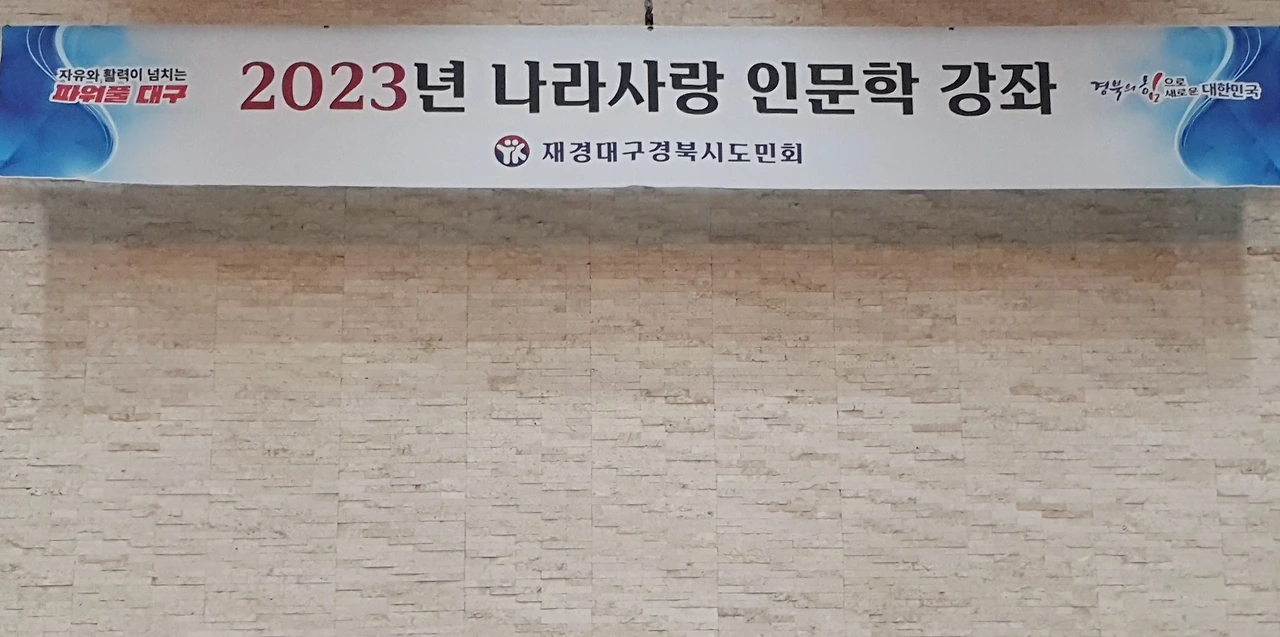 자유와 활력이 넘치는
파워풀 대구
2023년 나라사랑 인문학 강좌
경북의 힘으로
새로운 대한민국
재경대구경북시도민회